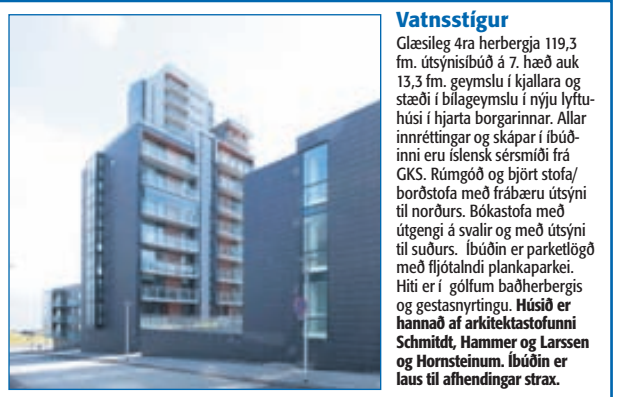 Vatnsstígur
Glæsileg 4ra herbergja 119,3
fm. útsýnisíbúð á 7. hæð auk
13,3 fm. geymslu í kjallara og
stæði í bílageymslu í nýju lyftu-
húsi í hjarta borgarinnar. Allar
innréttingar og skápar í íbúð-
inni eru íslensk sérsmíði frá
GKS. Rúmgóð og björt stofa/
borðstofa með frábæru útsýni
til norðurs. Bókastofa með
útgengi á svalir og með útsýni
til suðurs. Íbúðin er parketlögð
með fljótalndi plankaparkei.
Hiti er í gólfum baðherbergis
og gestasnyrtingu. Húsið er
hannað af arkitektastofunni
Schmitdt, Hammer og Larssen
og Hornsteinum. Íbúðin er
laus til afhendingar strax.